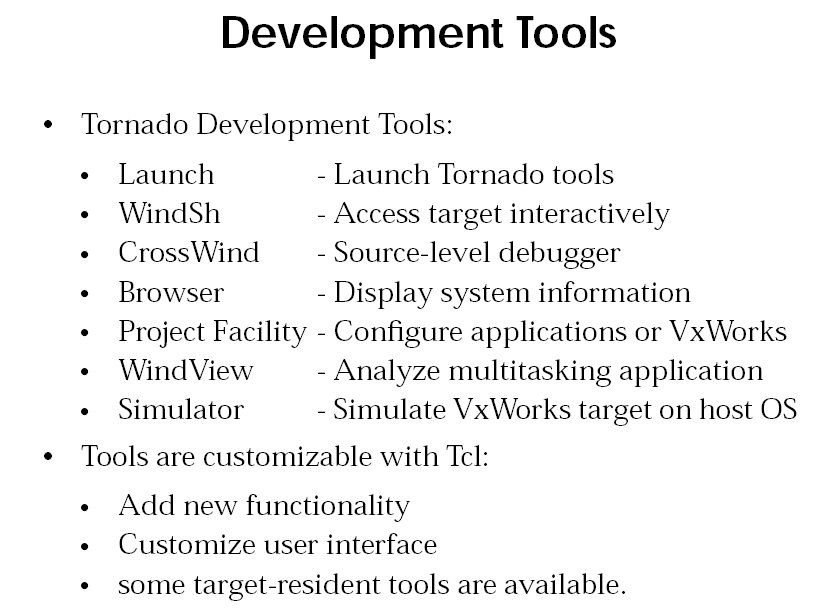 Development Tools
• Tornado Development Tools:
• Launch - Launch Tornado tools
• WindSh - Access target interactively
• CrossWind - Source-level debugger
• Browser - Display system information
• Project Facility - Configure applications or VxWorks
• WindView - Analyze multitasking application
• Simulator - Simulate VxWorks target on host OS
• Tools are customizable with Tcl:
• Add new functionality
• Customize user interface
• some target-resident tools are available.